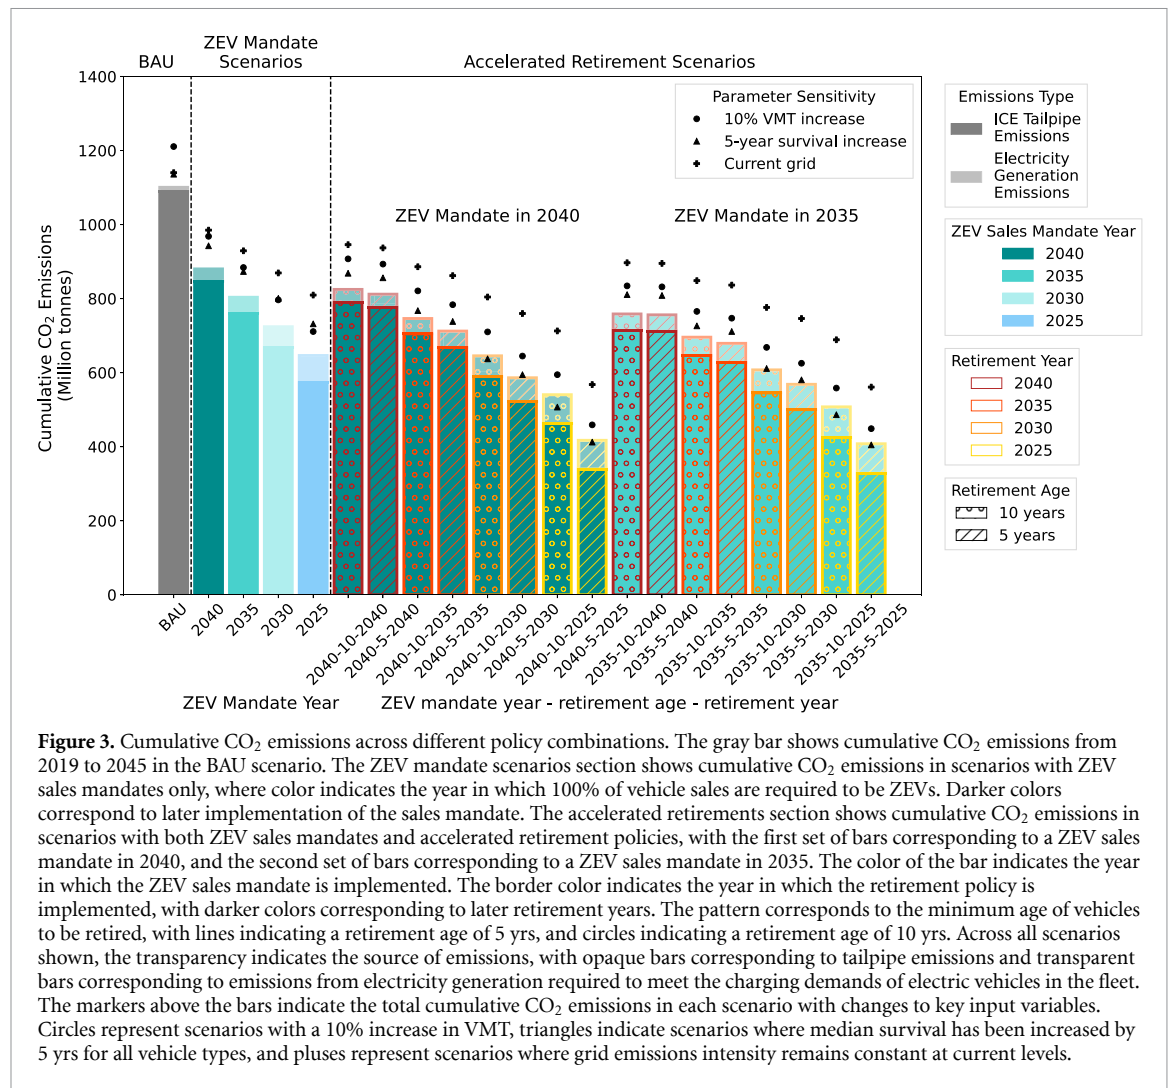 BAU
ZEV Mandate
Scenarios
Accelerated Retirement Scenarios
1400
1200
1000
800
600
400
200
0
Cumulative CO₂ Emissions
(Million tonnes)
Parameter Sensitivity
10% VMT increase
5-year survival increase
Current grid
ZEV Mandate in 2040
ZEV Mandate in 2035
Emissions Type
ICE Tailpipe
Emissions
Electricity
Generation
Emissions
ZEV Sales Mandate Year
2040
2035
2030
2025
Retirement Year
2040
2035
2030
2025
Retirement Age
10 years
5 years
BAU
2040
2035
2030
2025
2040-10-2040
2040-5-2040
2040-10-2035
2040-5-2035
2040-10-2030
2040-5-2030
2040-10-2025
2040-5-2025
2035-10-2040
2035-5-2040
2035-10-2035
2035-5-2035
2035-10-2030
2035-5-2030
2035-10-2025
2035-5-2025
ZEV Mandate Year
ZEV mandate year - retirement age - retirement year
Figure 3. Cumulative CO₂ emissions across different policy combinations. The gray bar shows cumulative CO₂ emissions from
2019 to 2045 in the BAU scenario. The ZEV mandate scenarios section shows cumulative CO₂ emissions in scenarios with ZEV
sales mandates only, where color indicates the year in which 100% of vehicle sales are required to be ZEVs. Darker colors
correspond to later implementation of the sales mandate. The accelerated retirements section shows cumulative CO₂ emissions in
scenarios with both ZEV sales mandates and accelerated retirement policies, with the first set of bars corresponding to a ZEV sales
mandate in 2040, and the second set of bars corresponding to a ZEV sales mandate in 2035. The color of the bar indicates the year
in which the ZEV sales mandate is implemented. The border color indicates the year in which the retirement policy is
implemented, with darker colors corresponding to later retirement years. The pattern corresponds to the minimum age of vehicles
to be retired, with lines indicating a retirement age of 5 yrs, and circles indicating a retirement age of 10 yrs. Across all scenarios
shown, the transparency indicates the source of emissions, with opaque bars corresponding to tailpipe emissions and transparent
bars corresponding to emissions from electricity generation required to meet the charging demands of electric vehicles in the fleet.
The markers above the bars indicate the total cumulative CO₂ emissions in each scenario with changes to key input variables.
Circles represent scenarios with a 10% increase in VMT, triangles indicate scenarios where median survival has been increased by
5 yrs for all vehicle types, and pluses represent scenarios where grid emissions intensity remains constant at current levels.